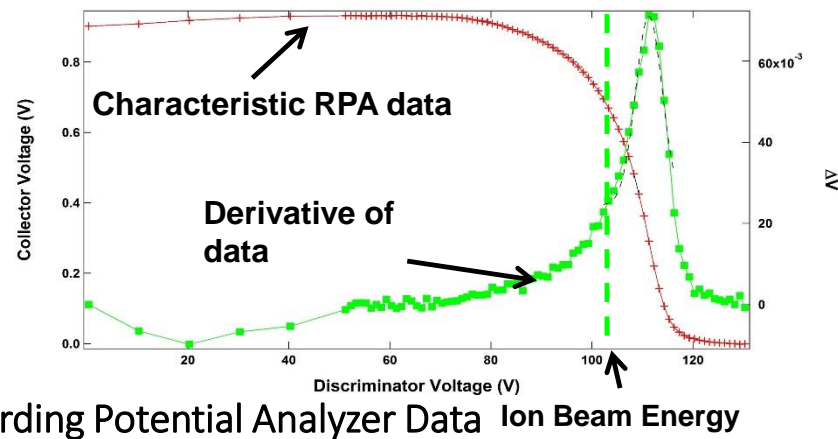 0.8
0.6
0.4
0.2
0.0
Collector Voltage (V)
Characteristic RPA data
Derivative of
data
60x10⁻³
40
20
0
ΔV
20
40
60
80
100
120
Discriminator Voltage (V)
rding Potential Analyzer Data
Ion Beam Energy